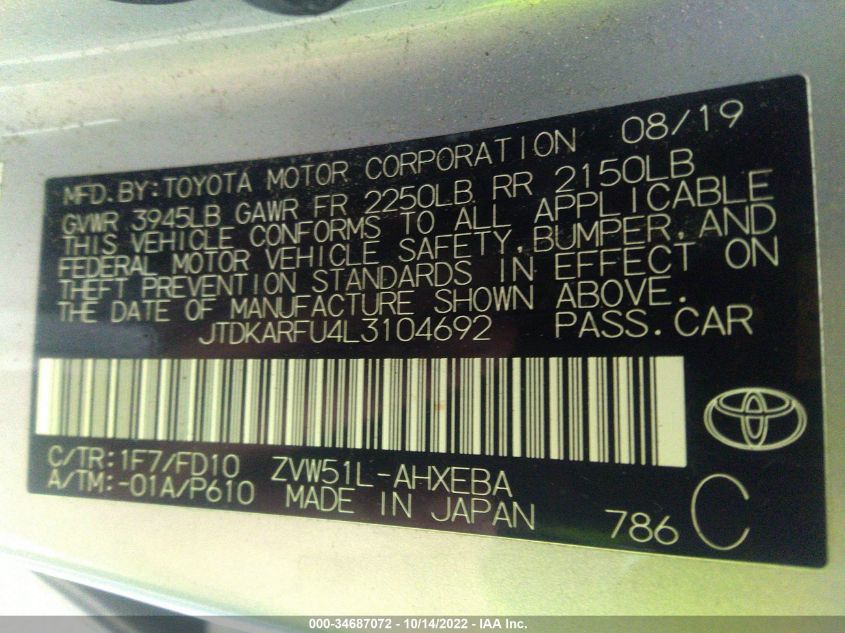 MFD.BY:TOYOTA MOTOR CORPORATION 08/19
GVWR 3945LB GAWR FR 2250LB RR 2150LB
THIS VEHICLE CONFORMS TO ALL APPLICABLE
FEDERAL MOTOR VEHICLE SAFETY,BUMPER,AND
THEFT PREVENTION STANDARDS IN EFFECT ON
THE DATE OF MANUFACTURE SHOWN ABOVE.
JTDKARFU4L3104692 PASS.CAR
C/TR:1F7/FD10 ZVW51L-AHXEBA
A/TM:-01A/P610 MADE IN JAPAN 786 C
000-34687072 - 10/14/2022 - IAA Inc.